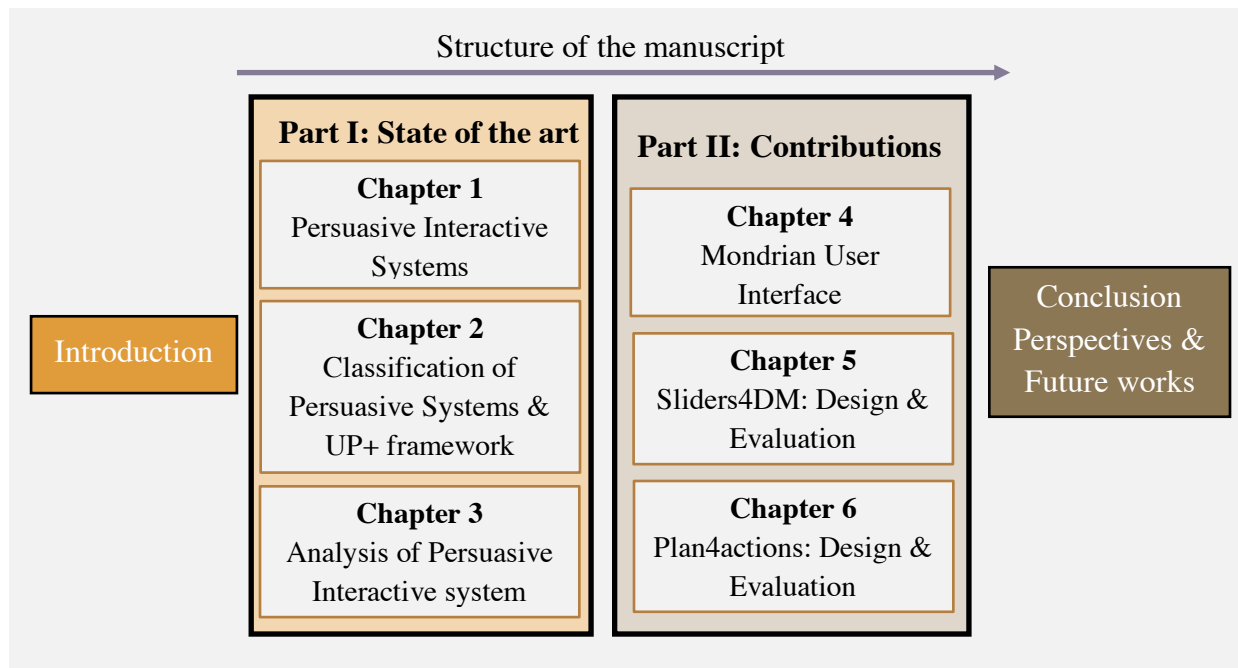 Structure of the manuscript
Introduction
Part I: State of the art
Chapter 1
Persuasive Interactive
Systems
Chapter 2
Classification of
Persuasive Systems &
UP+ framework
Chapter 3
Analysis of Persuasive
Interactive system
Part II: Contributions
Chapter 4
Mondrian User
Interface
Chapter 5
Sliders4DM: Design &
Evaluation
Chapter 6
Plan4actions: Design &
Evaluation
Conclusion
Perspectives &
Future works